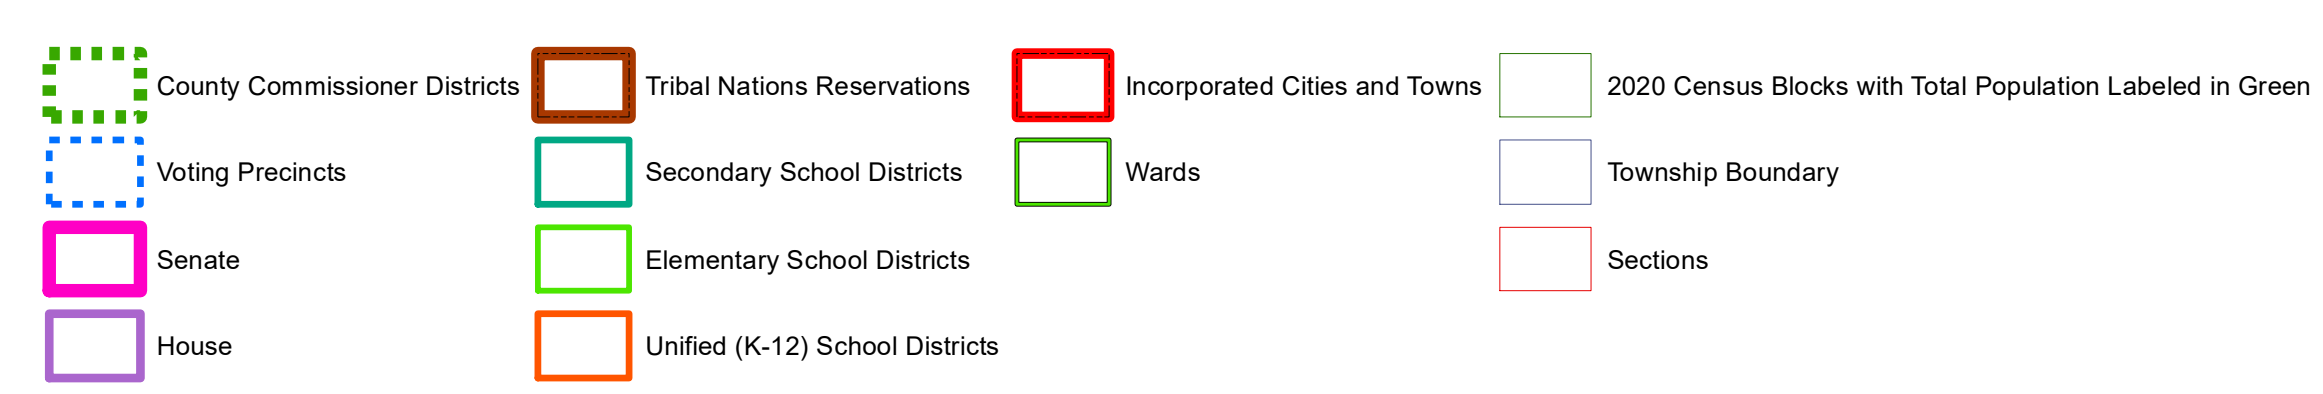 County Commissioner Districts
Voting Precincts
Senate
House
Tribal Nations Reservations
Secondary School Districts
Elementary School Districts
Unified (K-12) School Districts
Incorporated Cities and Towns
Wards
2020 Census Blocks with Total Population Labeled in Green
Township Boundary
Sections